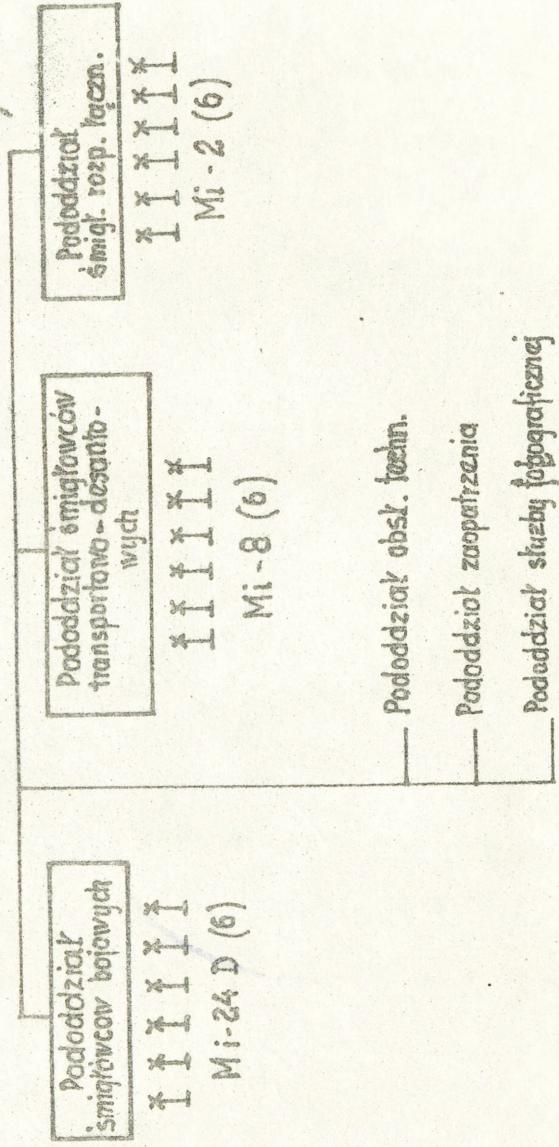 Pododdział
śmigłowców bojowych
Mi-24 D (6)
Pododdział śmigłowców
transportowo-desanto-
wych
Mi-8 (6)
Pododdział
śmigł. rozp. łączn.
Mi-2 (6)
Pododdział obsł. techn.
Pododdział zaopatrzenia
Pododdział służby topograficznej